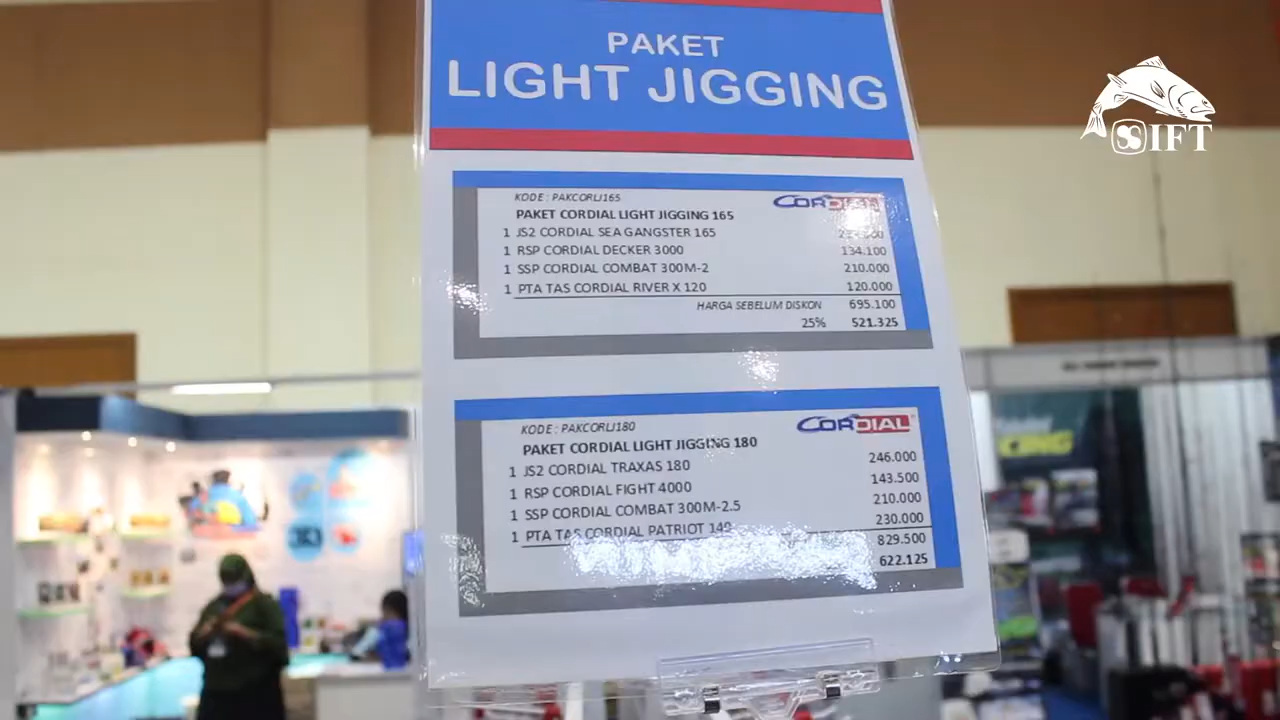 PAKET
LIGHT JIGGING
SIFT
KODE : PAKCORLJ165
CORDIAL
PAKET CORDIAL LIGHT JIGGING 165
1 JS2 CORDIAL SEA GANGSTER 165
1 RSP CORDIAL DECKER 3000 134.100
1 SSP CORDIAL COMBAT 300M-2 210.000
1 PTA TAS CORDIAL RIVER X 120 120.000
HARGA SEBELUM DISKON 695.100
25% 521.325
KODE : PAKCORLJ180
CORDIAL
PAKET CORDIAL LIGHT JIGGING 180
1 JS2 CORDIAL TRAXAS 180 246.000
1 RSP CORDIAL FIGHT 4000 143.500
1 SSP CORDIAL COMBAT 300M-2.5 210.000
1 PTA TAS CORDIAL PATRIOT 140 230.000
829.500
622.125